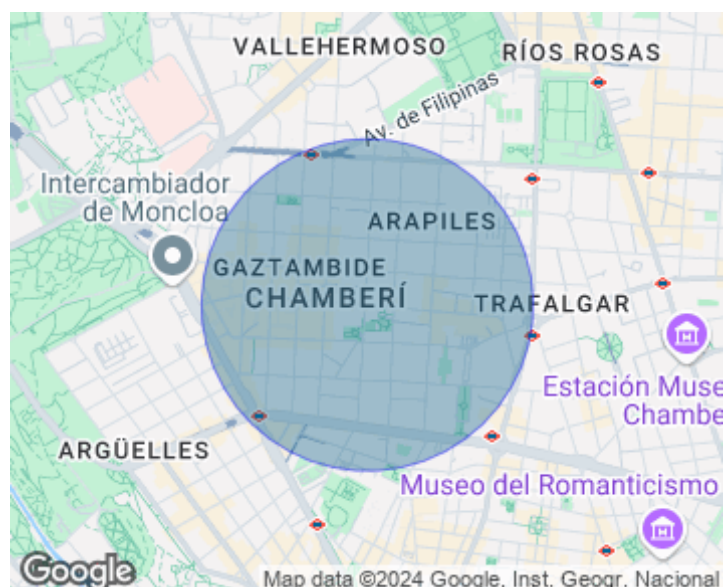 VALLEHERMOSO
RÍOS ROSAS
Av. de Filipinas
Intercambiador
de Moncloa
ARAPILES
GAZTAMBIDE
CHAMBERÍ
TRAFALGAR
Estación Muse
Chambe
ARGÜELLES
Museo del Romanticismo
Google
Map data ©2024 Google, Inst. Geogr. Nacional